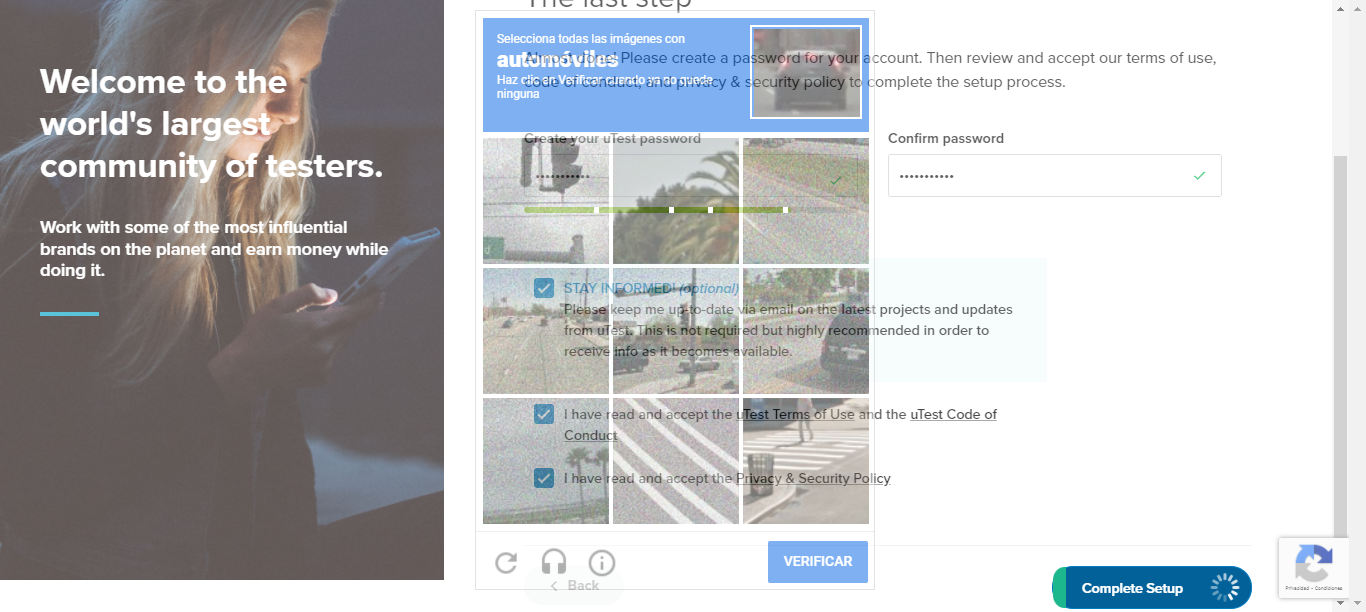 Welcome to the
world's largest
community of testers.
Work with some of the most influential
brands on the planet and earn money while
doing it.
The last step
Almost done! Please create a password for your account. Then review and accept our terms of use,
code of conduct, and privacy & security policy to complete the setup process.
Selecciona todas las imágenes con
automóviles
Haz clic en Verificar cuando ya no quede
ninguna
Create your uTest password
Confirm password
STAY INFORMED! (optional)
Please keep me up-to-date via email on the latest projects and updates
from uTest. This is not required but highly recommended in order to
receive info as it becomes available.
I have read and accept the uTest Terms of Use and the uTest Code of
Conduct
I have read and accept the Privacy & Security Policy
VERIFICAR
Back
Complete Setup
Privacidad - Condiciones